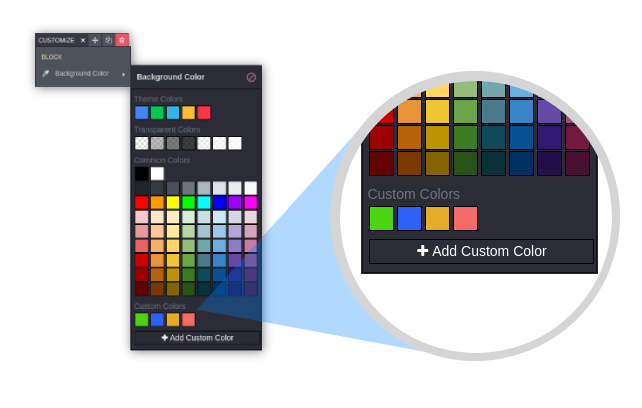 CUSTOMIZE
BLOCK
Background Color
Background Color
Theme Colors
Transparent Colors
Common Colors
Custom Colors
Add Custom Color
Custom Colors
Add Custom Color